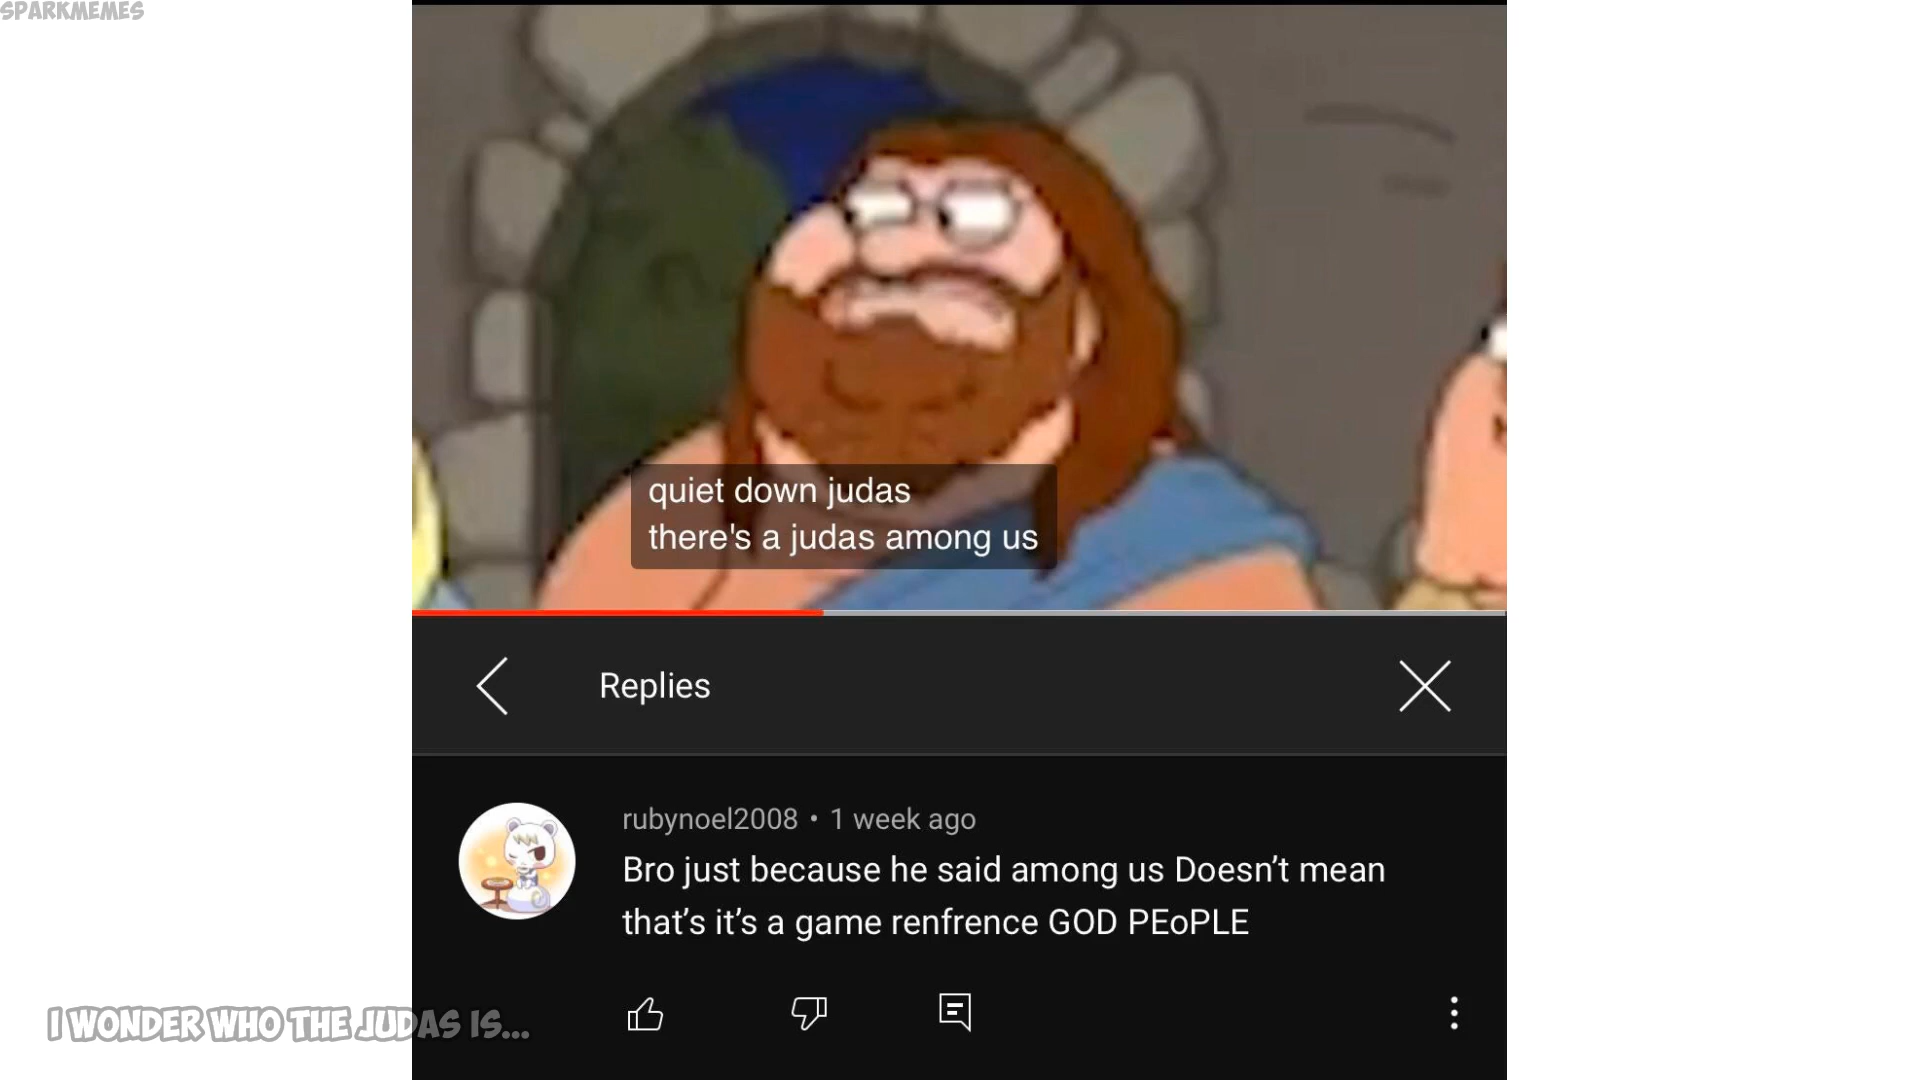 SPARKMEMES
quiet down judas
there's a judas among us
Replies
rubynoel2008 • 1 week ago
Bro just because he said among us Doesn’t mean
that’s it’s a game renfrence GOD PEoPLE
I WONDER WHO THE JUDAS IS...